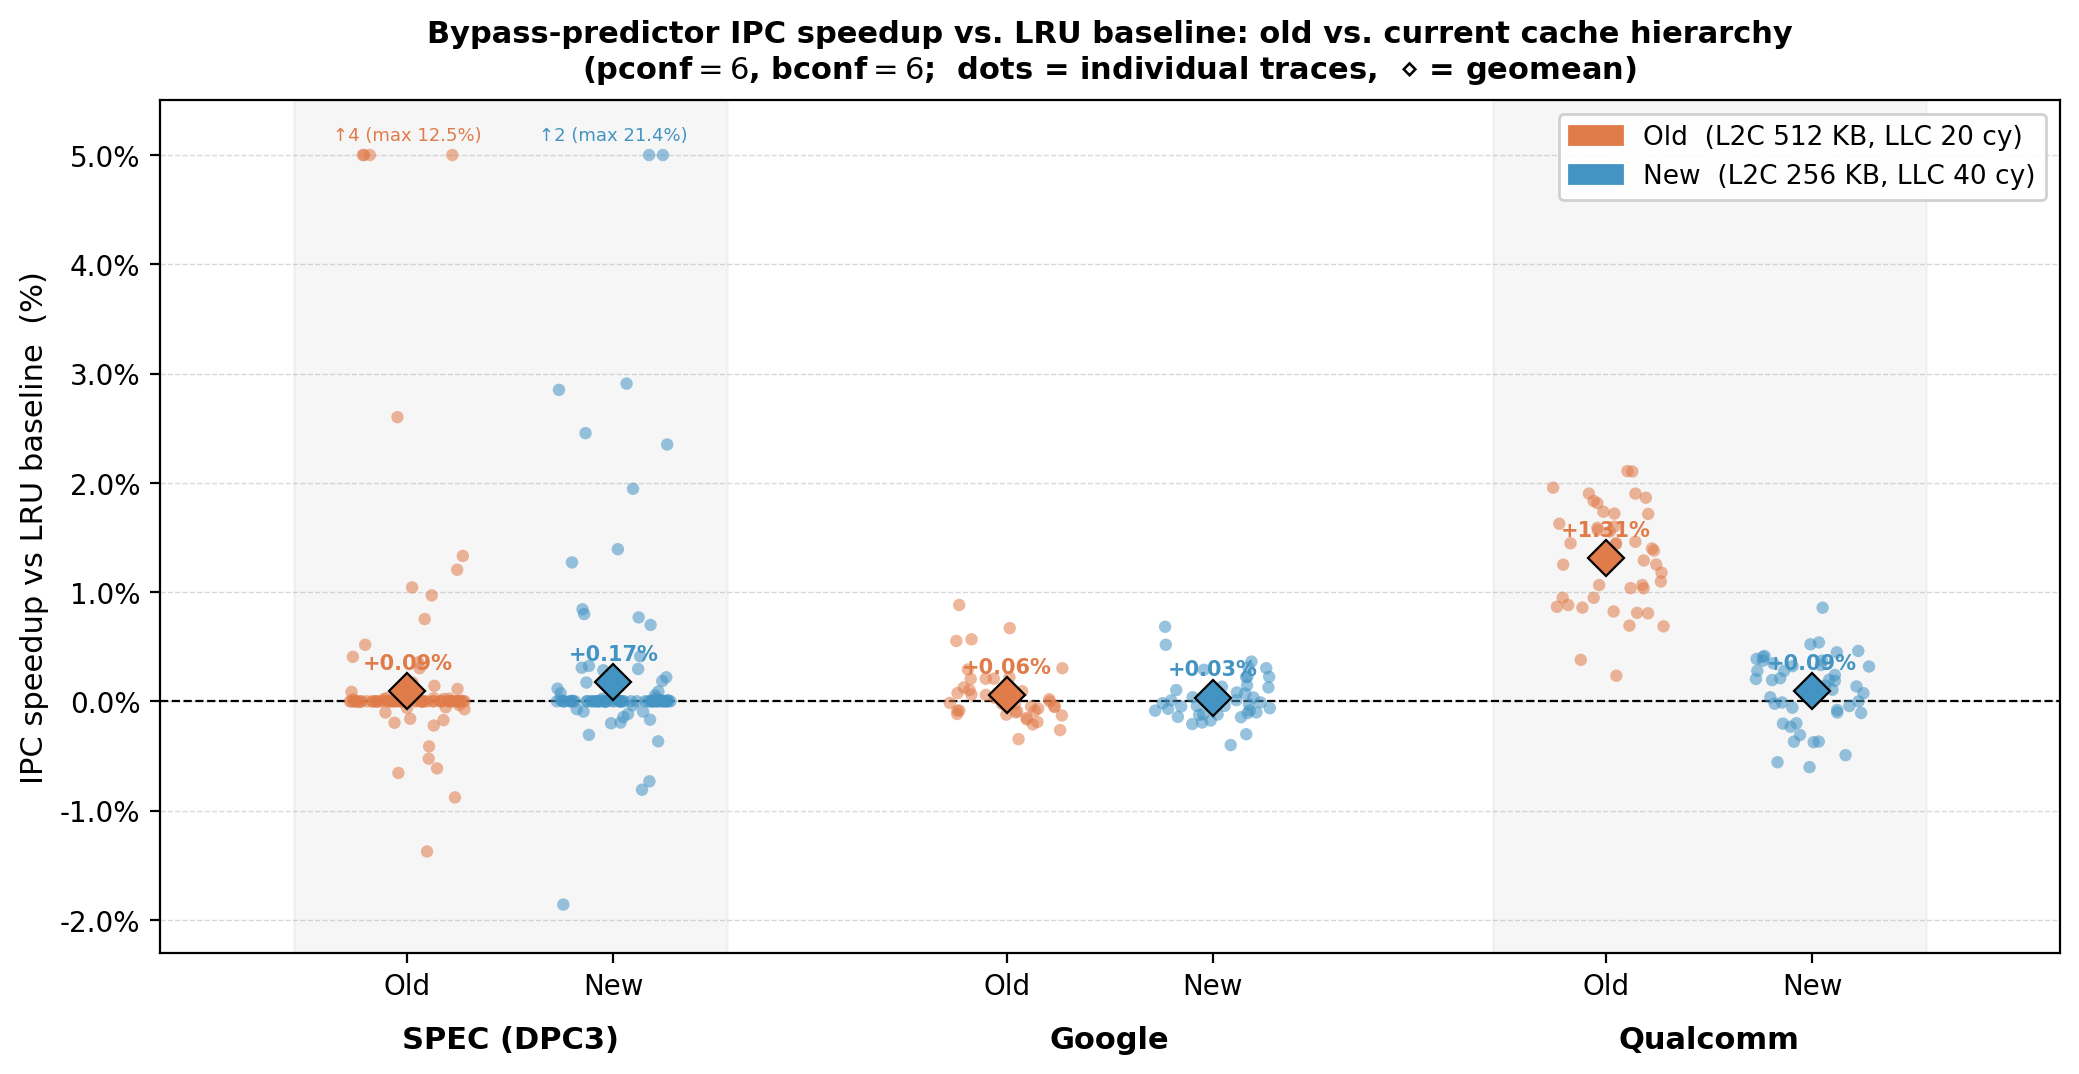 Bypass-predictor IPC speedup vs. LRU baseline: old vs. current cache hierarchy
(pconf = 6, bconf = 6;  dots = individual traces,  ⋄ = geomean)
↑4 (max 12.5%)
↑2 (max 21.4%)
Old  (L2C 512 KB, LLC 20 cy)
New  (L2C 256 KB, LLC 40 cy)
IPC speedup vs LRU baseline  (%)
5.0%
4.0%
3.0%
2.0%
1.0%
0.0%
-1.0%
-2.0%
+0.09%
+0.17%
+0.06%
+0.03%
+1.31%
+0.09%
Old
New
Old
New
Old
New
SPEC (DPC3)
Google
Qualcomm